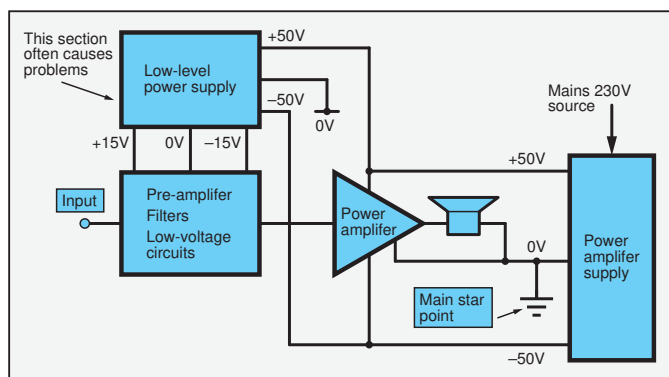 This section
often causes
problems
Low-level
power supply
+50V
–50V
0V
+15V
0V
–15V
Mains 230V
source
Input
Pre-amplifer
Filters
Low-voltage
circuits
Power
amplifer
+50V
0V
Power
amplifer
supply
Main star
point
–50V